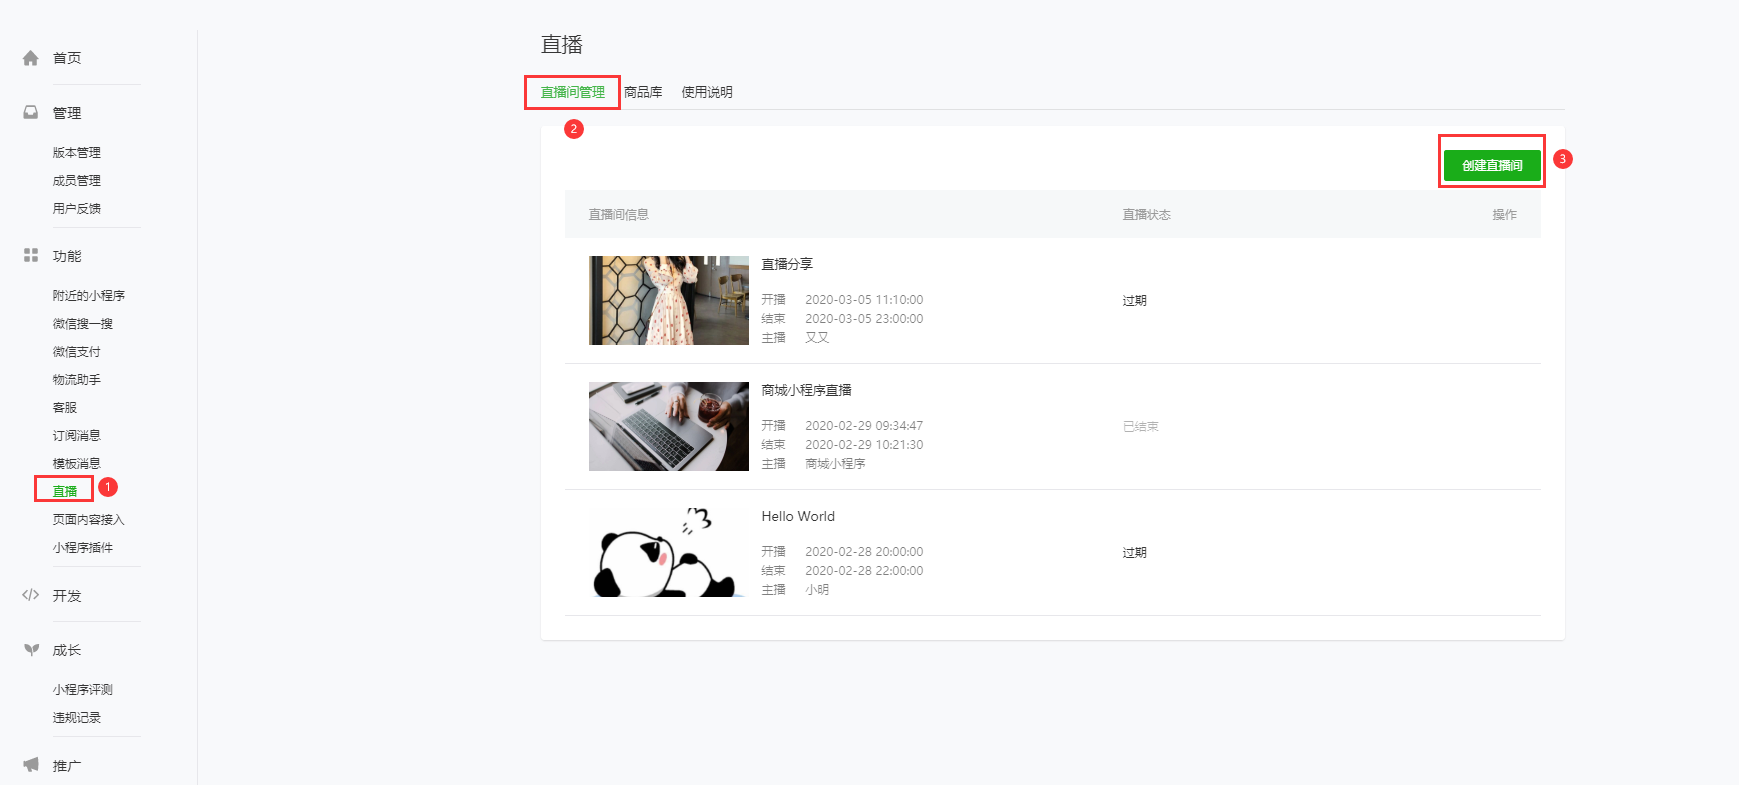 首页
管理
版本管理
成员管理
用户反馈
功能
附近的小程序
微信搜一搜
微信支付
物流助手
客服
订阅消息
模板消息
直播 1
页面内容接入
小程序插件
开发
成长
小程序评测
违规记录
推广
直播
直播间管理 商品库 使用说明
2
创建直播间 3
直播间信息 直播状态 操作
直播分享
开播 2020-03-05 11:10:00
过期
结束 2020-03-05 23:00:00
主播 又又
商城小程序直播
开播 2020-02-29 09:34:47
已结束
结束 2020-02-29 10:21:30
主播 商城小程序
Hello World
开播 2020-02-28 20:00:00
过期
结束 2020-02-28 22:00:00
主播 小明